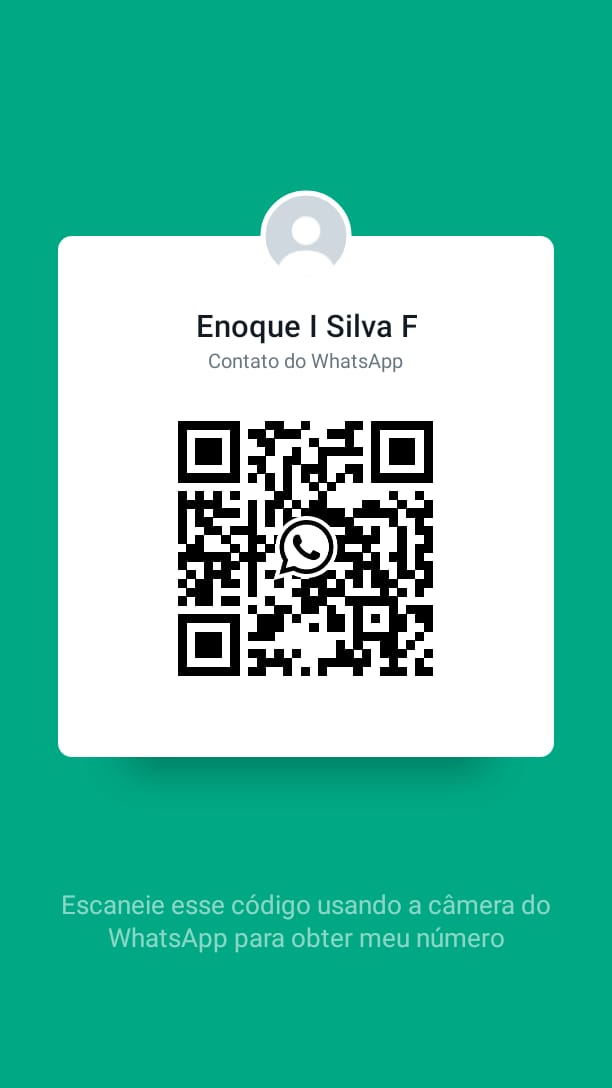 Enoque I Silva F
Contato do WhatsApp
Escaneie esse código usando a câmera do
WhatsApp para obter meu número